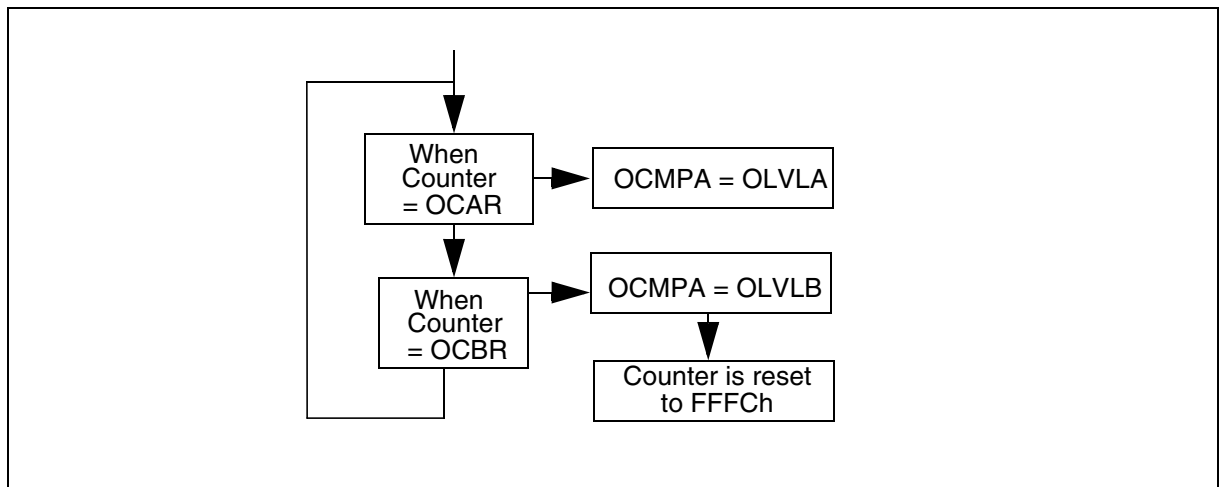 When
Counter
= OCAR
OCMPA = OLVLA
When
Counter
= OCBR
OCMPA = OLVLB
Counter is reset
to FFFCh